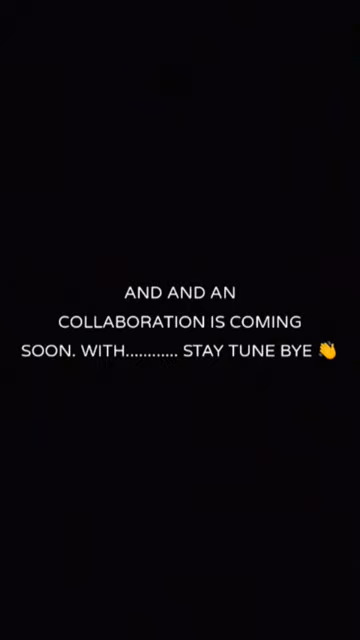 AND AND AN
COLLABORATION IS COMING
SOON. WITH............ STAY TUNE BYE 👋